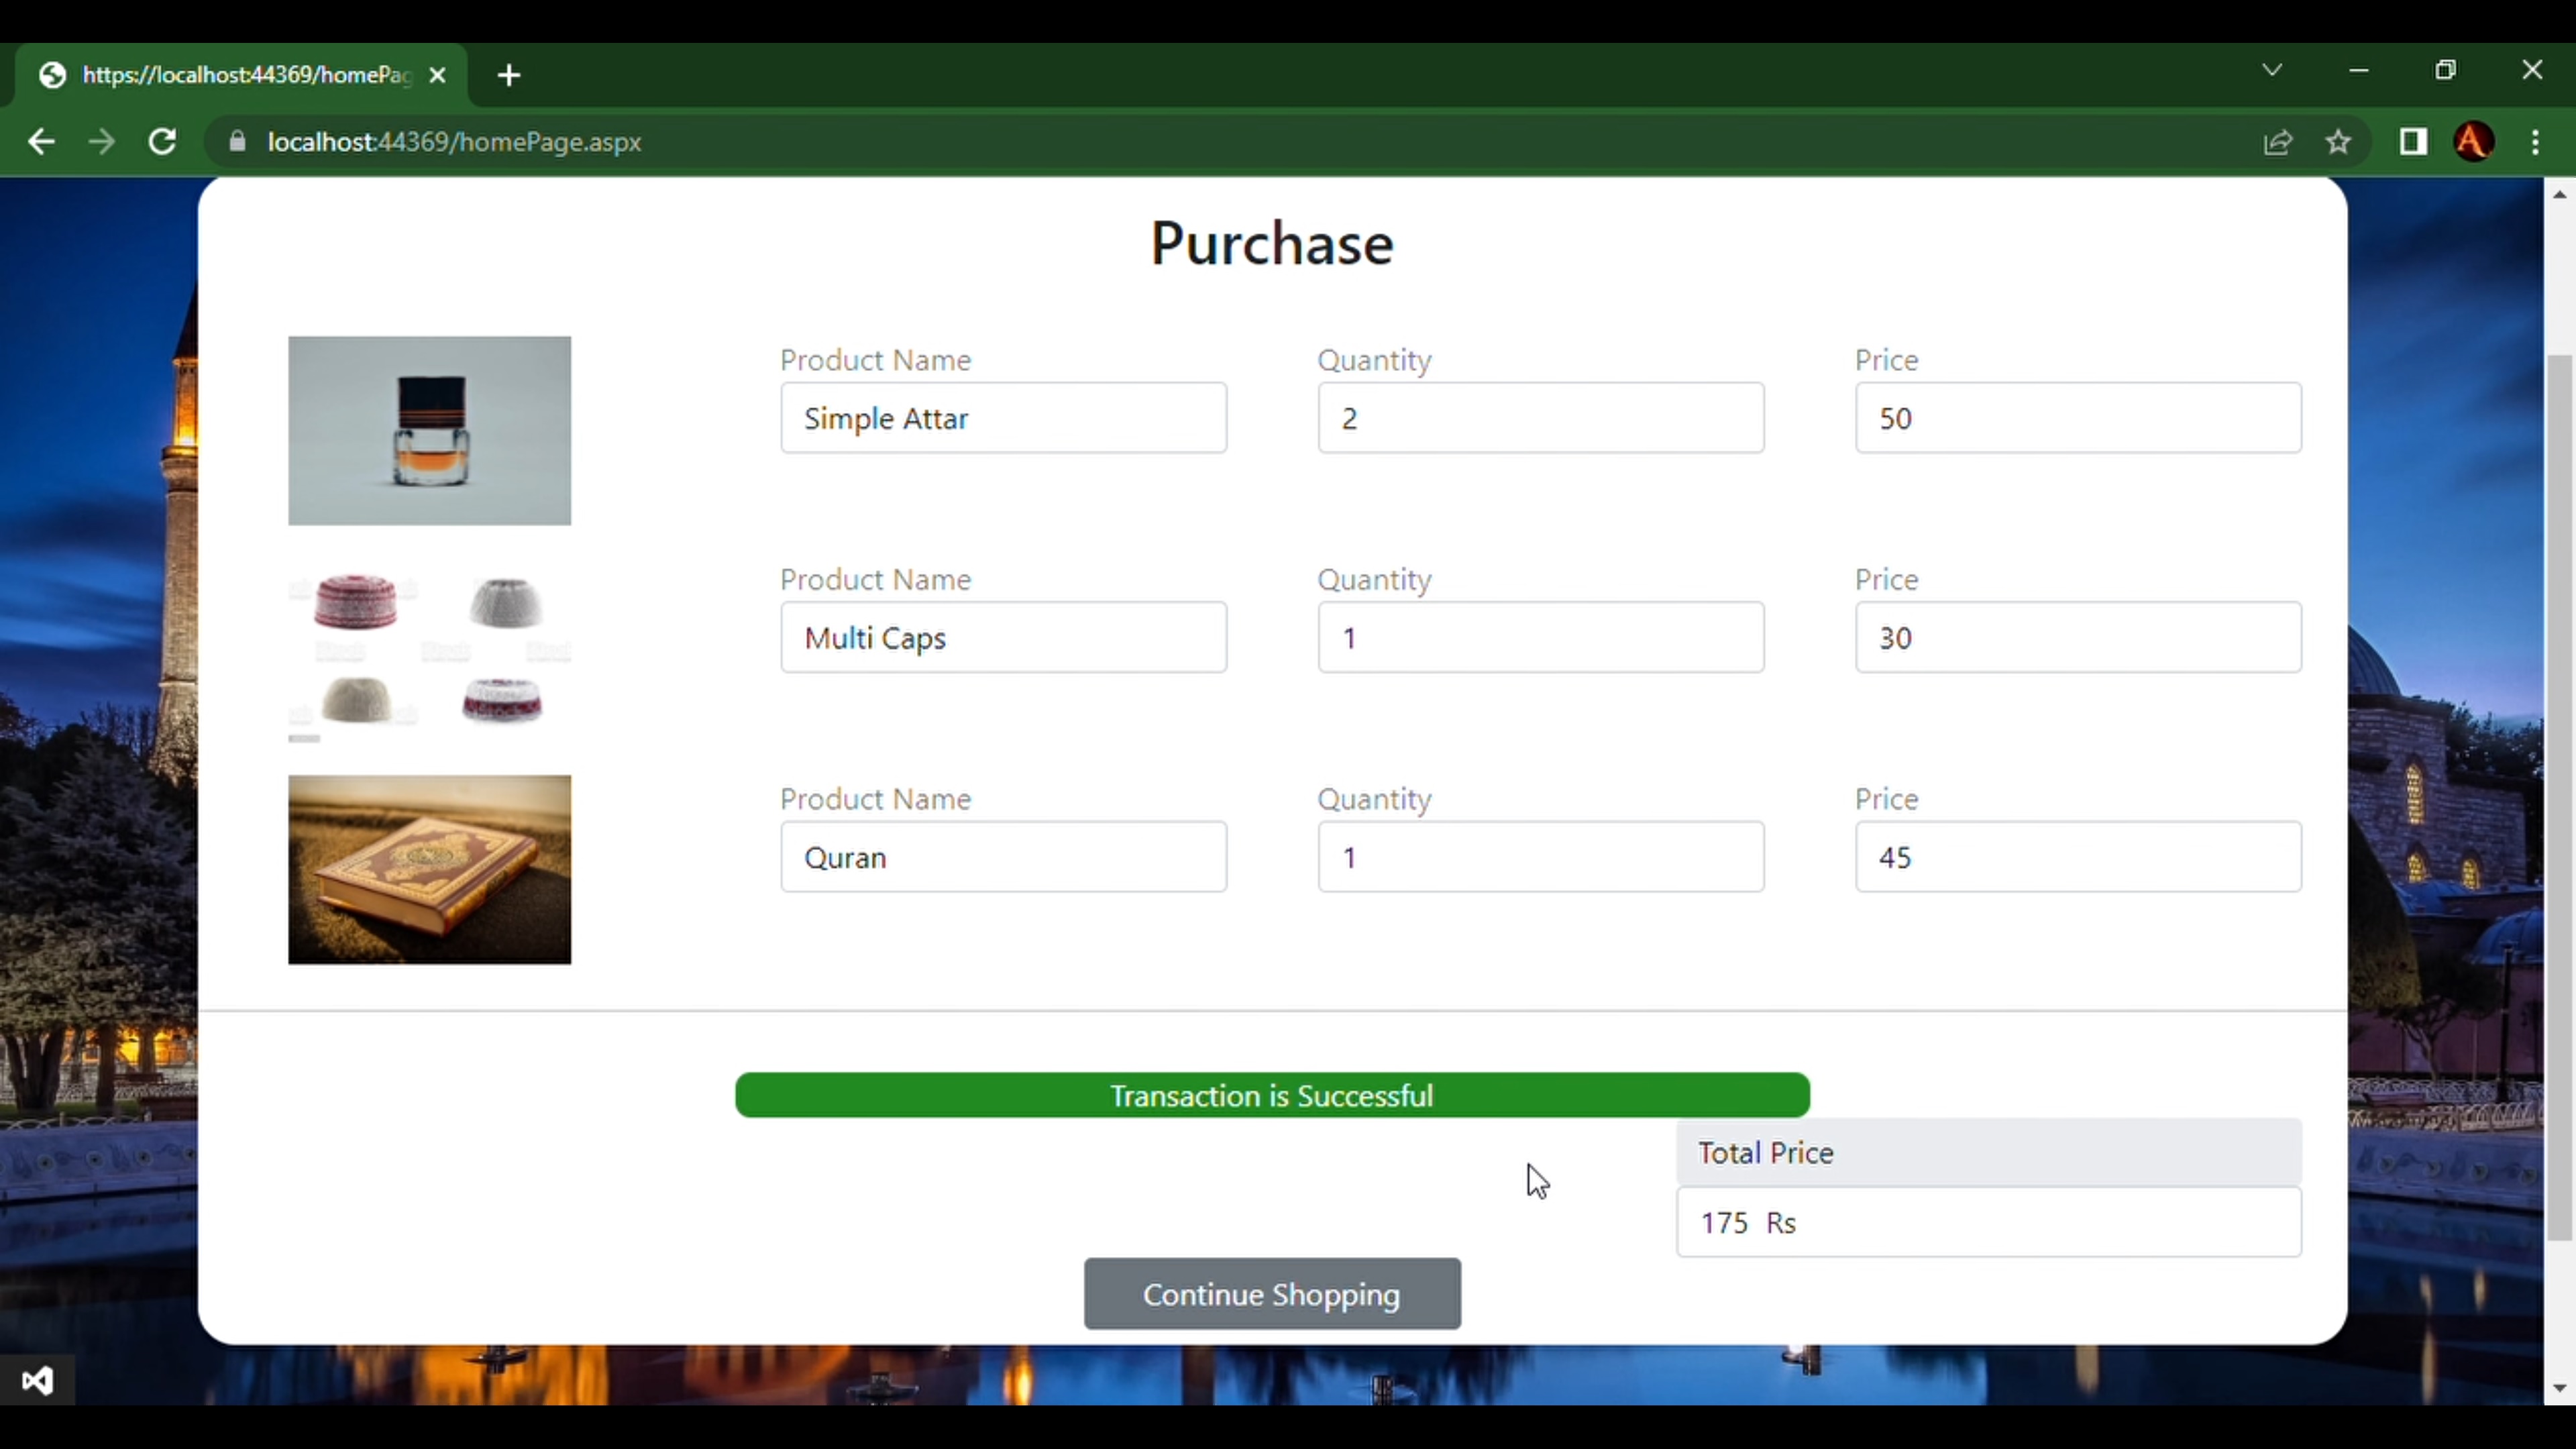 https://localhost:44369/homePag
localhost:44369/homePage.aspx
Purchase
Product Name Quantity Price
Simple Attar 2 50
Product Name Quantity Price
Multi Caps 1 30
Product Name Quantity Price
Quran 1 45
Transaction is Successful
Total Price
175 Rs
Continue Shopping